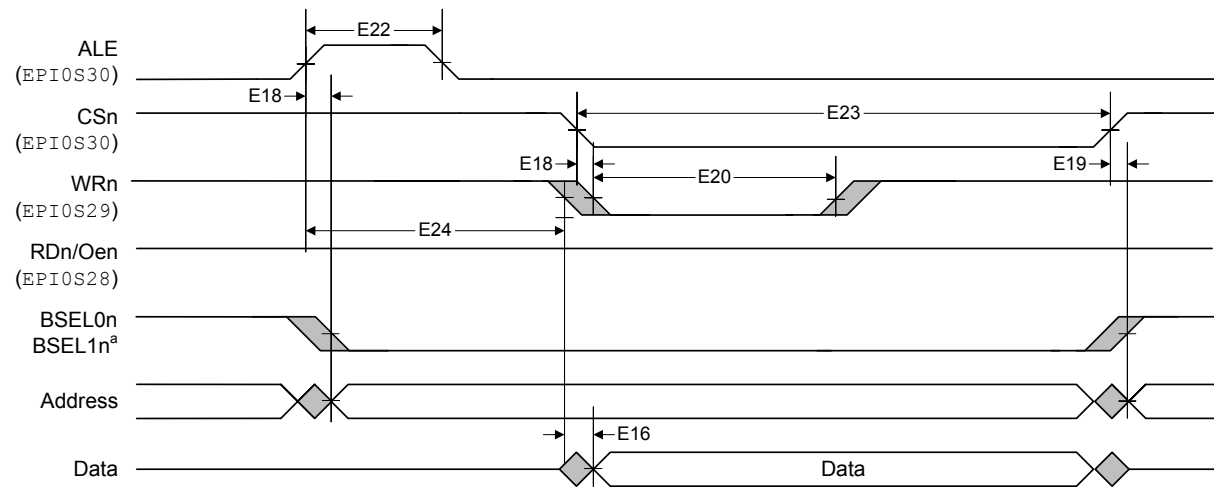 E22
ALE
(EPI0S30)
E18
CSn
(EPI0S30)
E23
E18
E20
E19
WRn
(EPI0S29)
E24
RDn/Oen
(EPI0S28)
BSEL0n
BSEL1nª
Address
E16
Data
Data